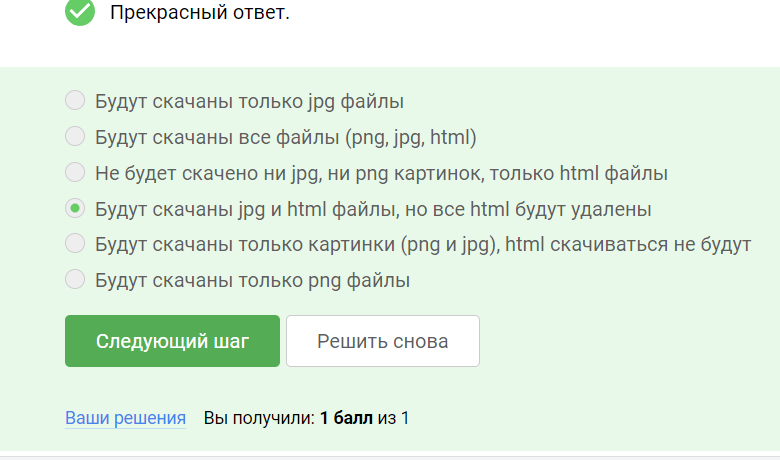 Прекрасный ответ.
Будут скачаны только jpg файлы
Будут скачаны все файлы (png, jpg, html)
Не будет скачено ни jpg, ни png картинок, только html файлы
Будут скачаны jpg и html файлы, но все html будут удалены
Будут скачаны только картинки (png и jpg), html скачиваться не будут
Будут скачаны только png файлы
Следующий шаг Решить снова
Ваши решения Вы получили: 1 балл из 1